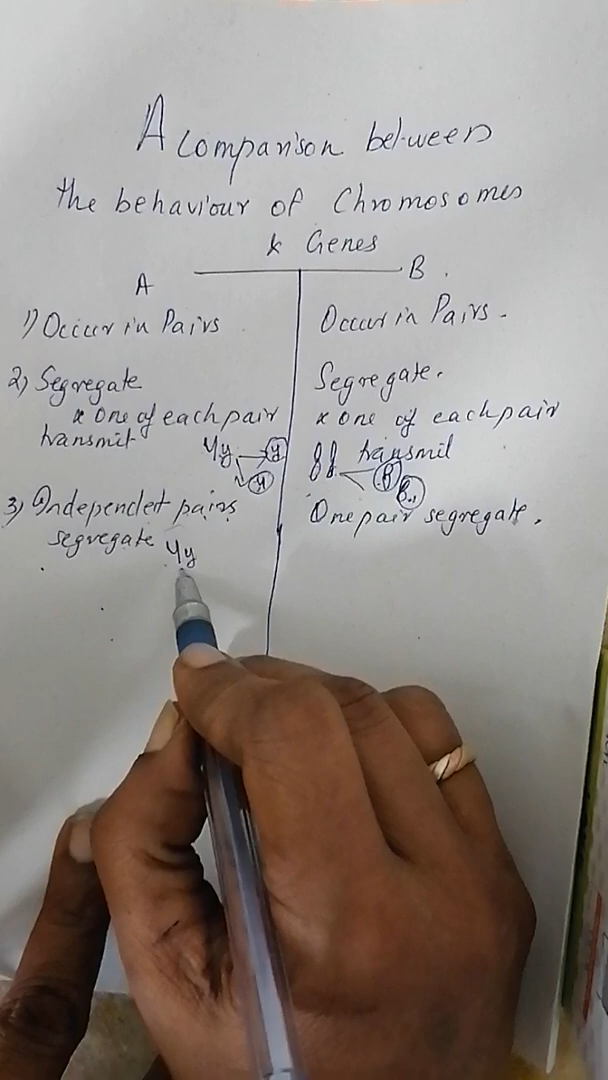 A comparison between
the behaviour of Chromosomes
& Genes
A
B.
1) Occur in Pairs
Occur in Pairs.
2) Segregate
x One of each pair
transmit
Yy
y
y
Segregate.
x one of each pair
transmit
B
B
3) Independent pairs
segregate Yy
One pair segregate.